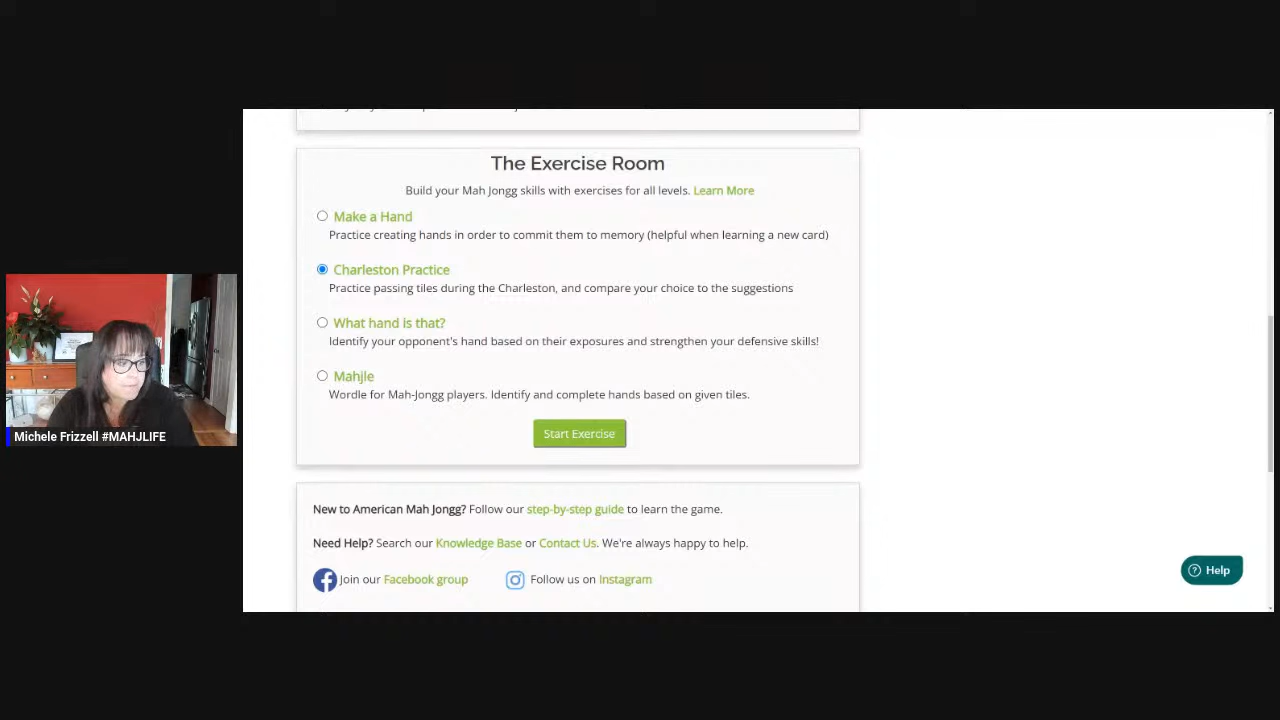 The Exercise Room
Build your Mah Jongg skills with exercises for all levels. Learn More
Make a Hand
Practice creating hands in order to commit them to memory (helpful when learning a new card)
Charleston Practice
Practice passing tiles during the Charleston, and compare your choice to the suggestions
What hand is that?
Identify your opponent's hand based on their exposures and strengthen your defensive skills!
Mahjle
Wordle for Mah-Jongg players. Identify and complete hands based on given tiles.
Start Exercise
New to American Mah Jongg? Follow our step-by-step guide to learn the game.
Need Help? Search our Knowledge Base or Contact Us. We're always happy to help.
Join our Facebook group
Follow us on Instagram
Help
Michele Frizzell #MAHJLIFE